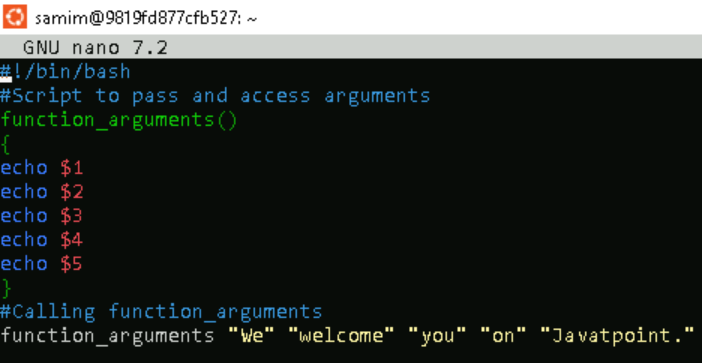 samim@9819fd877cfb527: ~
GNU nano 7.2
#!/bin/bash
#Script to pass and access arguments
function_arguments()
{
echo $1
echo $2
echo $3
echo $4
echo $5
}
#Calling function_arguments
function_arguments "We" "welcome" "you" "on" "Javatpoint."